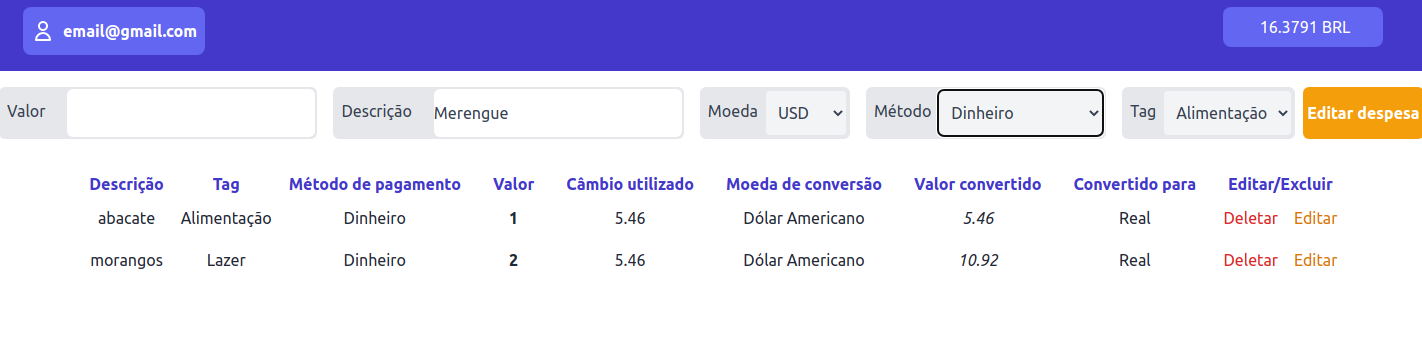 email@gmail.com 16.3791 BRL
Valor Descrição Merengue Moeda USD Método Dinheiro Tag Alimentação Editar despesa
Descrição Tag Método de pagamento Valor Câmbio utilizado Moeda de conversão Valor convertido Convertido para Editar/Excluir
abacate Alimentação Dinheiro 1 5.46 Dólar Americano 5.46 Real Deletar Editar
morangos Lazer Dinheiro 2 5.46 Dólar Americano 10.92 Real Deletar Editar